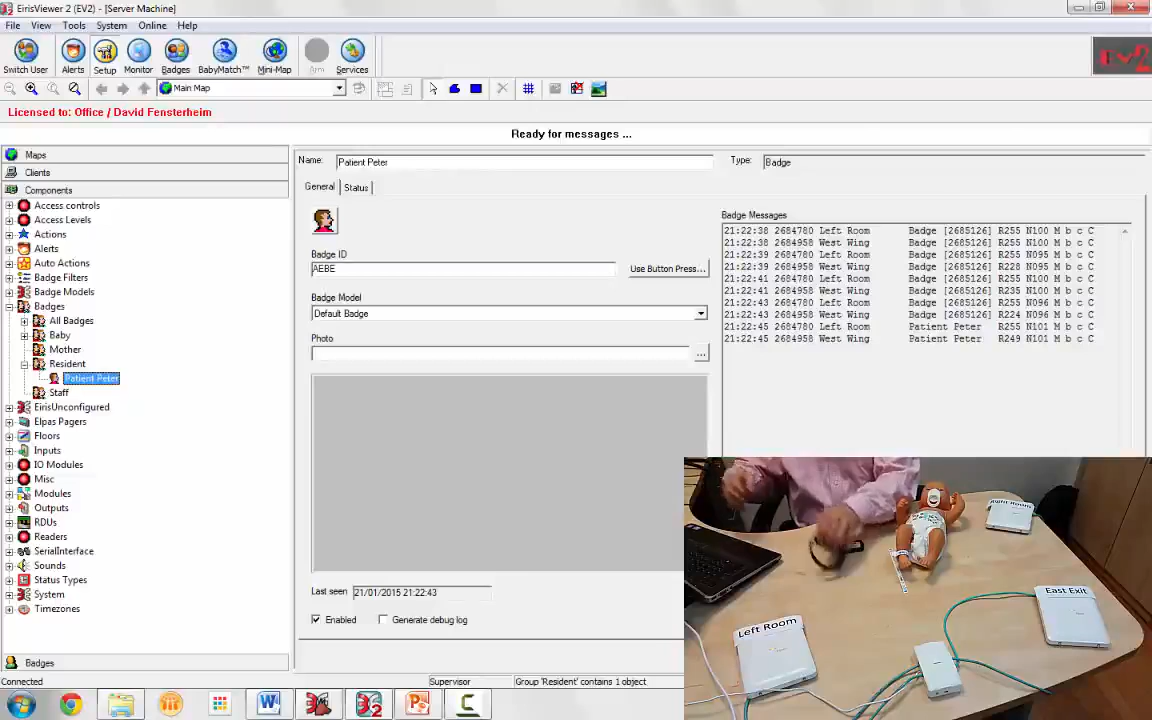 EirisViewer 2 (EV2) - [Server Machine]
File View Tools System Online Help
Switch User Alerts Setup Monitor Badges BabyMatch™ Mini-Map Arm Services
EV2
Main Map
Licensed to: Office / David Fensterheim
Ready for messages ...
Maps
Clients
Components
Access controls
Access Levels
Actions
Alerts
Auto Actions
Badge Filters
Badge Models
Badges
All Badges
Baby
Mother
Resident
Patient Peter
Staff
EirisUnconfigured
Elpas Pagers
Floors
Inputs
IO Modules
Misc
Modules
Outputs
RDUs
Readers
SerialInterface
Sounds
Status Types
System
Timezones
Badges
Name: Patient Peter Type: Badge
General Status
Badge ID
AEBE Use Button Press...
Badge Model
Default Badge
Photo
...
Last seen 21/01/2015 21:22:43
Enabled Generate debug log
Badge Messages
21:22:38 2684780 Left Room Badge [2685126] R255 N100 M b c C
21:22:38 2684958 West Wing Badge [2685126] R255 N095 M b c C
21:22:39 2684780 Left Room Badge [2685126] R255 N096 M b c C
21:22:39 2684958 West Wing Badge [2685126] R228 N095 M b c C
21:22:41 2684780 Left Room Badge [2685126] R255 N100 M b c C
21:22:41 2684958 West Wing Badge [2685126] R235 N100 M b c C
21:22:43 2684780 Left Room Badge [2685126] R255 N096 M b c C
21:22:43 2684958 West Wing Badge [2685126] R224 N096 M b c C
21:22:45 2684780 Left Room Patient Peter R255 N101 M b c C
21:22:45 2684958 West Wing Patient Peter R249 N101 M b c C
Right Room
East Exit
Left Room
Connected Supervisor Group 'Resident' contains 1 object